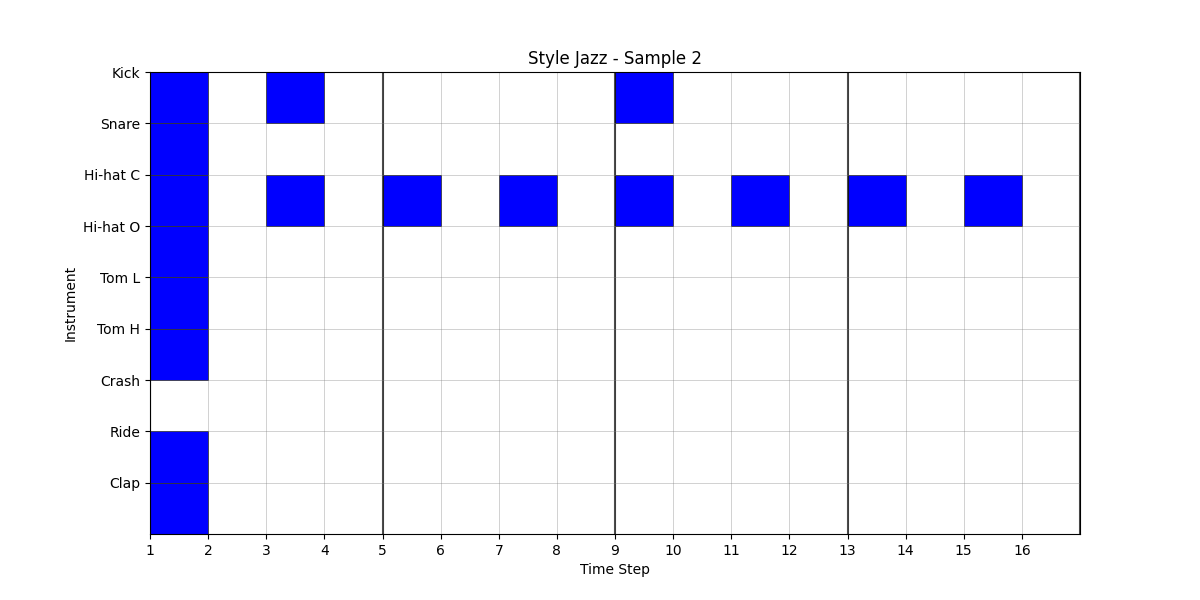 Style Jazz - Sample 2
Kick
Snare
Hi-hat C
Hi-hat O
Tom L
Tom H
Crash
Ride
Clap
Instrument
1 2 3 4 5 6 7 8 9 10 11 12 13 14 15 16
Time Step